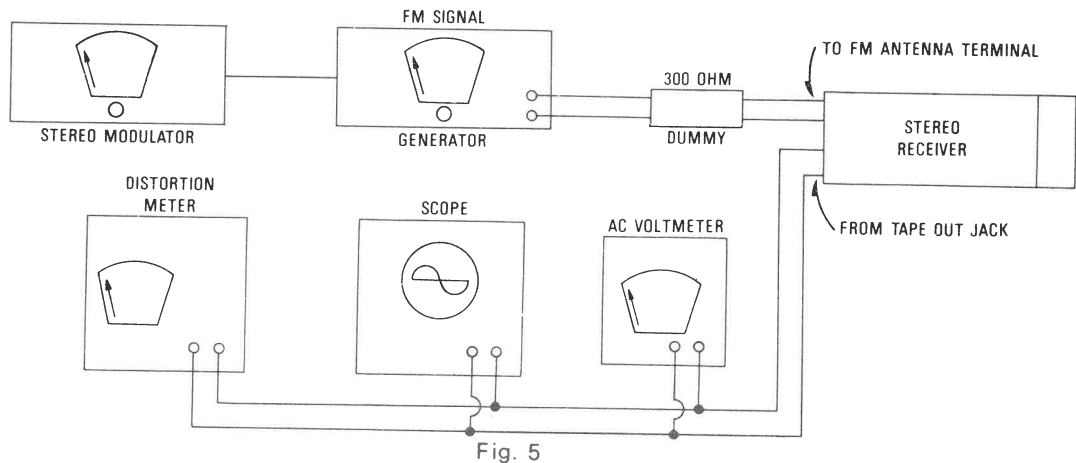 FM SIGNAL
GENERATOR
STEREO MODULATOR
300 OHM
DUMMY
TO FM ANTENNA TERMINAL
STEREO
RECEIVER
FROM TAPE OUT JACK
DISTORTION
METER
SCOPE
AC VOLTMETER
Fig. 5